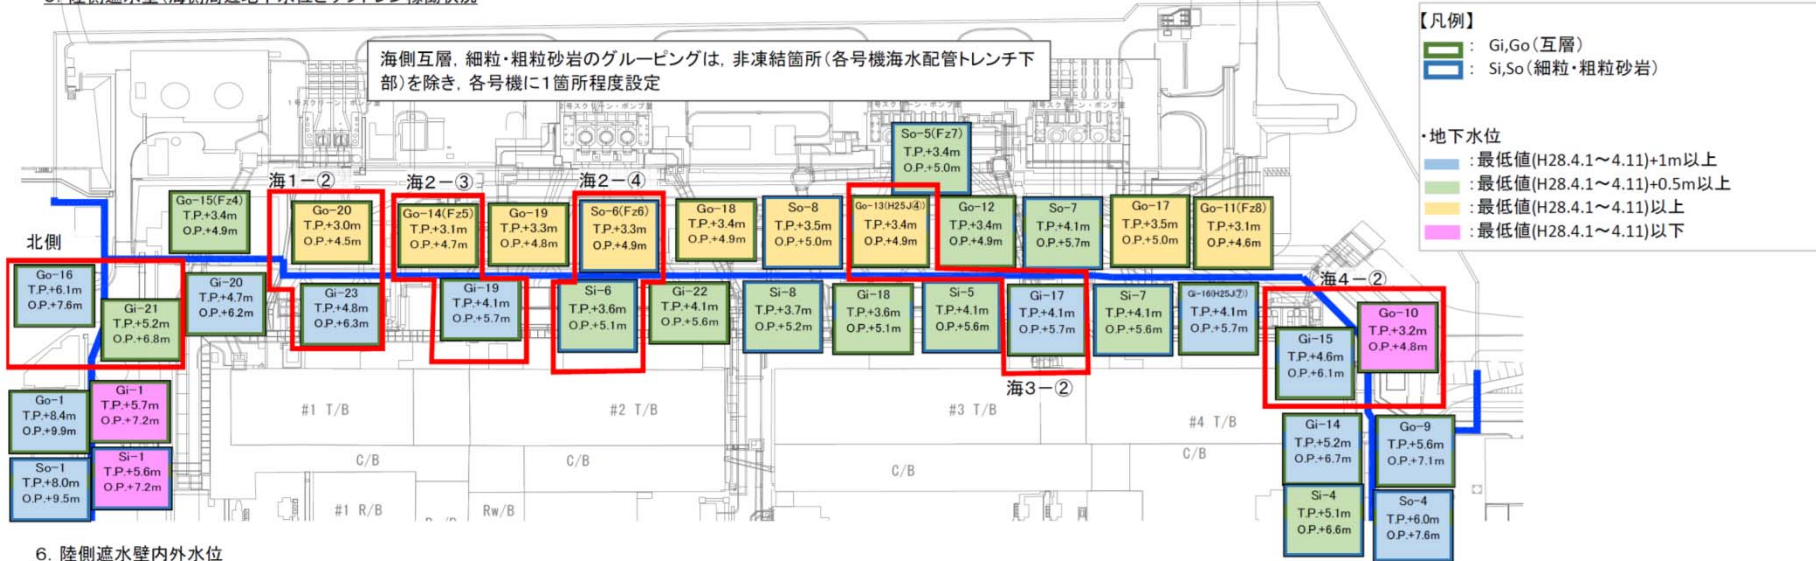 海側互層，細粒・粗粒砂岩のグルーピングは，非凍結箇所（各号機海水配管トレンチ下
部）を除き，各号機に1箇所程度設定
【凡例】
： Gi,Go（互層）
： Si,So（細粒・粗粒砂岩）
・地下水位
：最低値(H28.4.1～4.11)+1m以上
：最低値(H28.4.1～4.11)+0.5m以上
：最低値(H28.4.1～4.11)以上
：最低値(H28.4.1～4.11)以下
So-5(Fz7)
T.P.+3.4m
O.P.+5.0m
海1－②
海2－③
海2－④
Go-15(Fz4)
T.P.+3.4m
O.P.+4.9m
Go-20
T.P.+3.0m
O.P.+4.5m
Go-14(Fz5)
T.P.+3.1m
O.P.+4.7m
Go-19
T.P.+3.3m
O.P.+4.8m
So-6(Fz6)
T.P.+3.3m
O.P.+4.9m
Go-18
T.P.+3.4m
O.P.+4.9m
So-8
T.P.+3.5m
O.P.+5.0m
Go-13(H25J④)
T.P.+3.4m
O.P.+4.9m
Go-12
T.P.+3.4m
O.P.+4.9m
So-7
T.P.+4.1m
O.P.+5.7m
Go-17
T.P.+3.5m
O.P.+5.0m
Go-11(Fz8)
T.P.+3.1m
O.P.+4.6m
北側
Go-16
T.P.+6.1m
O.P.+7.6m
Gi-21
T.P.+5.2m
O.P.+6.8m
Gi-20
T.P.+4.7m
O.P.+6.2m
Gi-23
T.P.+4.8m
O.P.+6.3m
Gi-19
T.P.+4.1m
O.P.+5.7m
Si-6
T.P.+3.6m
O.P.+5.1m
Gi-22
T.P.+4.1m
O.P.+5.6m
Si-8
T.P.+3.7m
O.P.+5.2m
Gi-18
T.P.+3.6m
O.P.+5.1m
Si-5
T.P.+4.1m
O.P.+5.6m
Gi-17
T.P.+4.1m
O.P.+5.7m
Si-7
T.P.+4.1m
O.P.+5.6m
Gi-16(H25J⑦)
T.P.+4.1m
O.P.+5.7m
海4－②
Gi-15
T.P.+4.6m
O.P.+6.1m
Go-10
T.P.+3.2m
O.P.+4.8m
海3－②
Go-1
T.P.+8.4m
O.P.+9.9m
Gi-1
T.P.+5.7m
O.P.+7.2m
So-1
T.P.+8.0m
O.P.+9.5m
Si-1
T.P.+5.6m
O.P.+7.2m
#1 T/B
#2 T/B
#3 T/B
#4 T/B
C/B
C/B
C/B
C/B
#1 R/B
Rw/B
Gi-14
T.P.+5.2m
O.P.+6.7m
Go-9
T.P.+5.6m
O.P.+7.1m
Si-4
T.P.+5.1m
O.P.+6.6m
So-4
T.P.+6.0m
O.P.+7.6m
6．陸側遮水壁内外水位